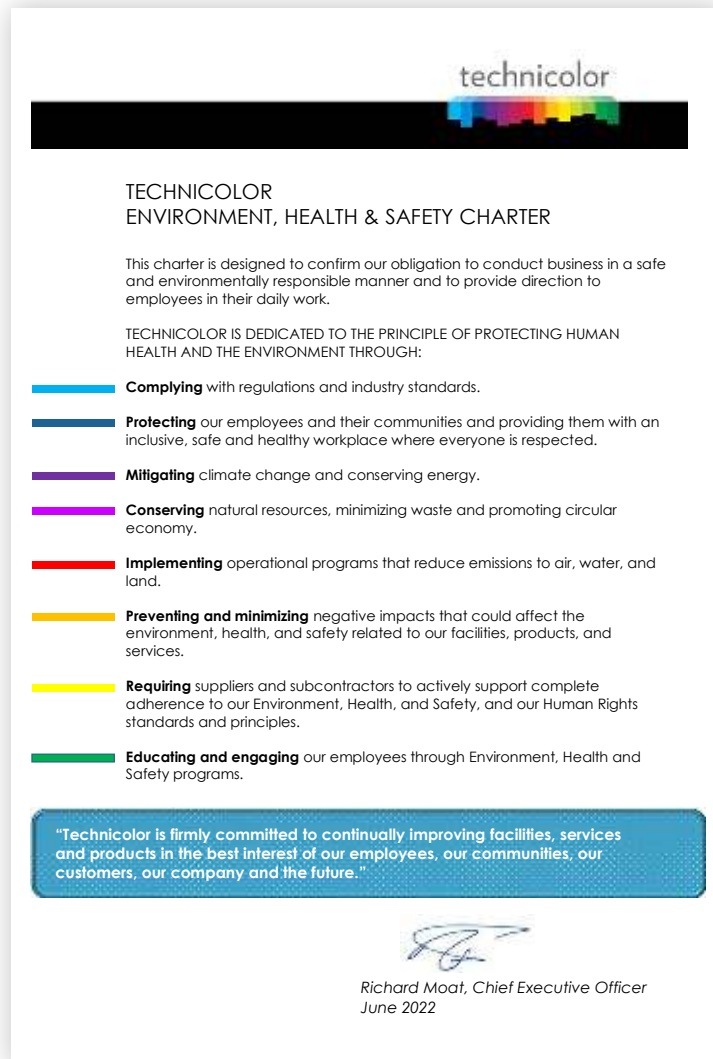 technicolor
TECHNICOLOR
ENVIRONMENT, HEALTH & SAFETY CHARTER
This charter is designed to confirm our obligation to conduct business in a safe
and environmentally responsible manner and to provide direction to
employees in their daily work.
TECHNICOLOR IS DEDICATED TO THE PRINCIPLE OF PROTECTING HUMAN
HEALTH AND THE ENVIRONMENT THROUGH:
Complying with regulations and industry standards.
Protecting our employees and their communities and providing them with an
inclusive, safe and healthy workplace where everyone is respected.
Mitigating climate change and conserving energy.
Conserving natural resources, minimizing waste and promoting circular
economy.
Implementing operational programs that reduce emissions to air, water, and
land.
Preventing and minimizing negative impacts that could affect the
environment, health, and safety related to our facilities, products, and
services.
Requiring suppliers and subcontractors to actively support complete
adherence to our Environment, Health, and Safety, and our Human Rights
standards and principles.
Educating and engaging our employees through Environment, Health and
Safety programs.
“Technicolor is firmly committed to continually improving facilities, services
and products in the best interest of our employees, our communities, our
customers, our company and the future.”
Richard Moat, Chief Executive Officer
June 2022